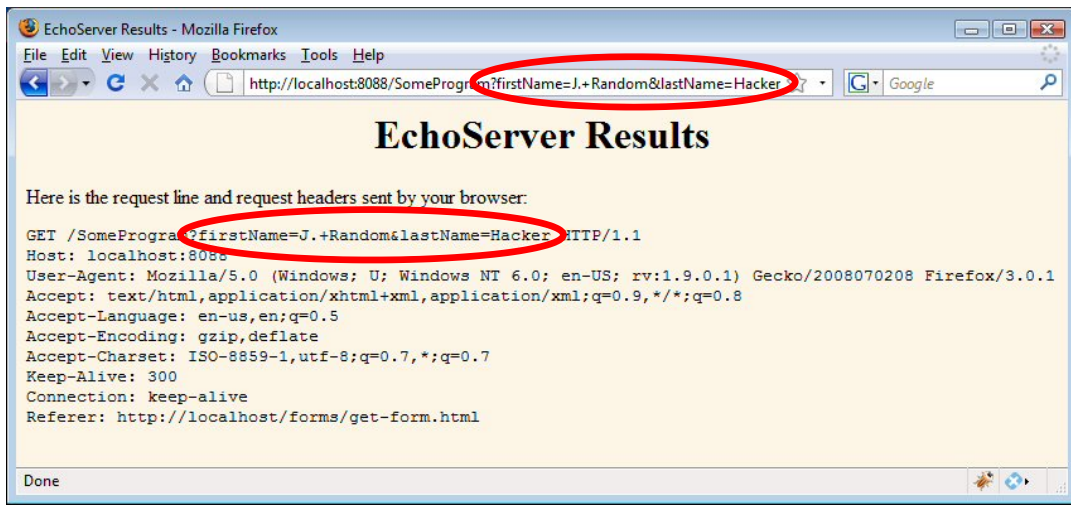 EchoServer Results - Mozilla Firefox
File Edit View History Bookmarks Tools Help
http://localhost:8088/SomeProgram?firstName=J.+Random&lastName=Hacker G Google
EchoServer Results
Here is the request line and request headers sent by your browser:
GET /SomeProgram?firstName=J.+Random&lastName=Hacker HTTP/1.1
Host: localhost:8088
User-Agent: Mozilla/5.0 (Windows; U; Windows NT 6.0; en-US; rv:1.9.0.1) Gecko/2008070208 Firefox/3.0.1
Accept: text/html,application/xhtml+xml,application/xml;q=0.9,*/*;q=0.8
Accept-Language: en-us,en;q=0.5
Accept-Encoding: gzip,deflate
Accept-Charset: ISO-8859-1,utf-8;q=0.7,*;q=0.7
Keep-Alive: 300
Connection: keep-alive
Referer: http://localhost/forms/get-form.html
Done